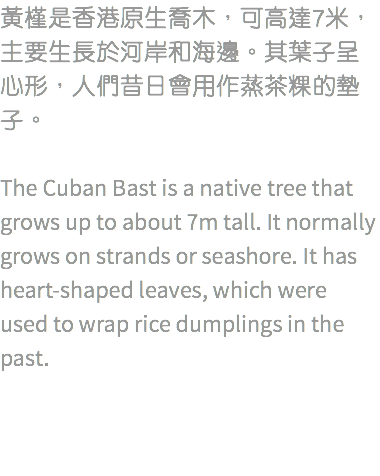 黃槿是香港原生喬木，可高達7米，
主要生長於河岸和海邊。其葉子呈
心形，人們昔日會用作蒸茶粿的墊
子。
The Cuban Bast is a native tree that
grows up to about 7m tall. It normally
grows on strands or seashore. It has
heart-shaped leaves, which were
used to wrap rice dumplings in the
past.